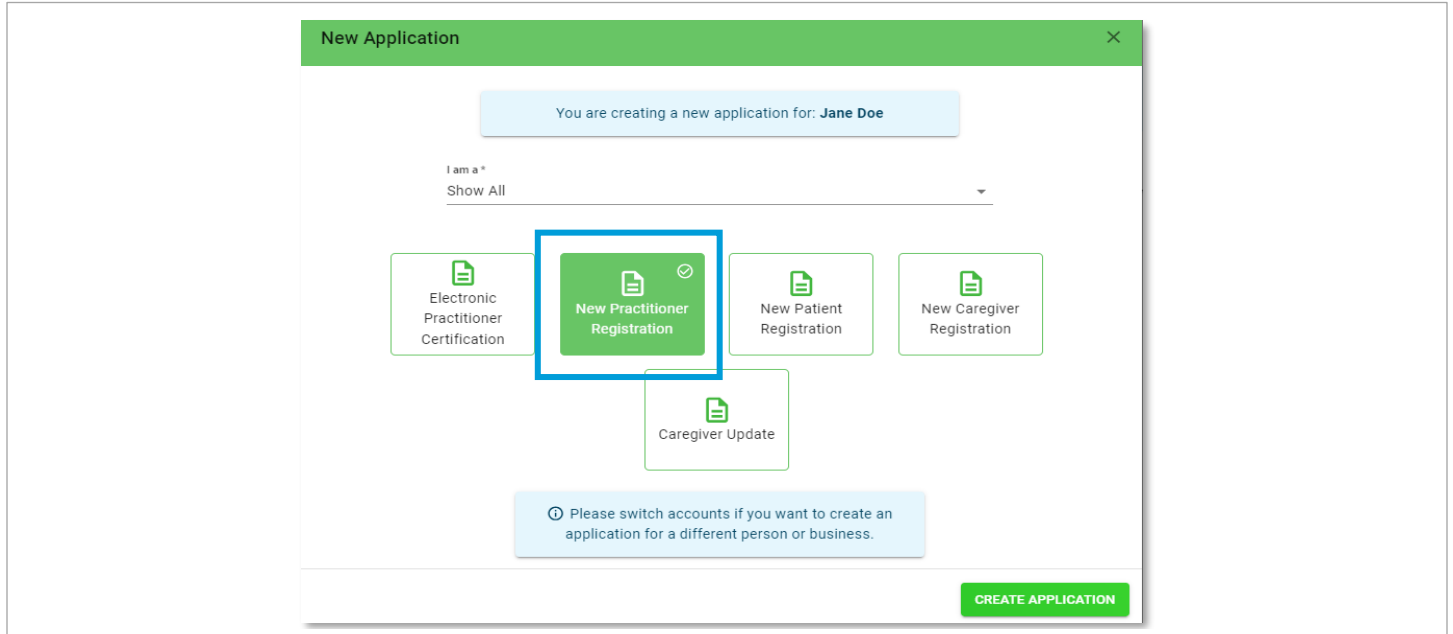 New Application
You are creating a new application for: Jane Doe
I am a *
Show All
Electronic
Practitioner
Certification
New Practitioner
Registration
New Patient
Registration
New Caregiver
Registration
Caregiver Update
Please switch accounts if you want to create an
application for a different person or business.
CREATE APPLICATION